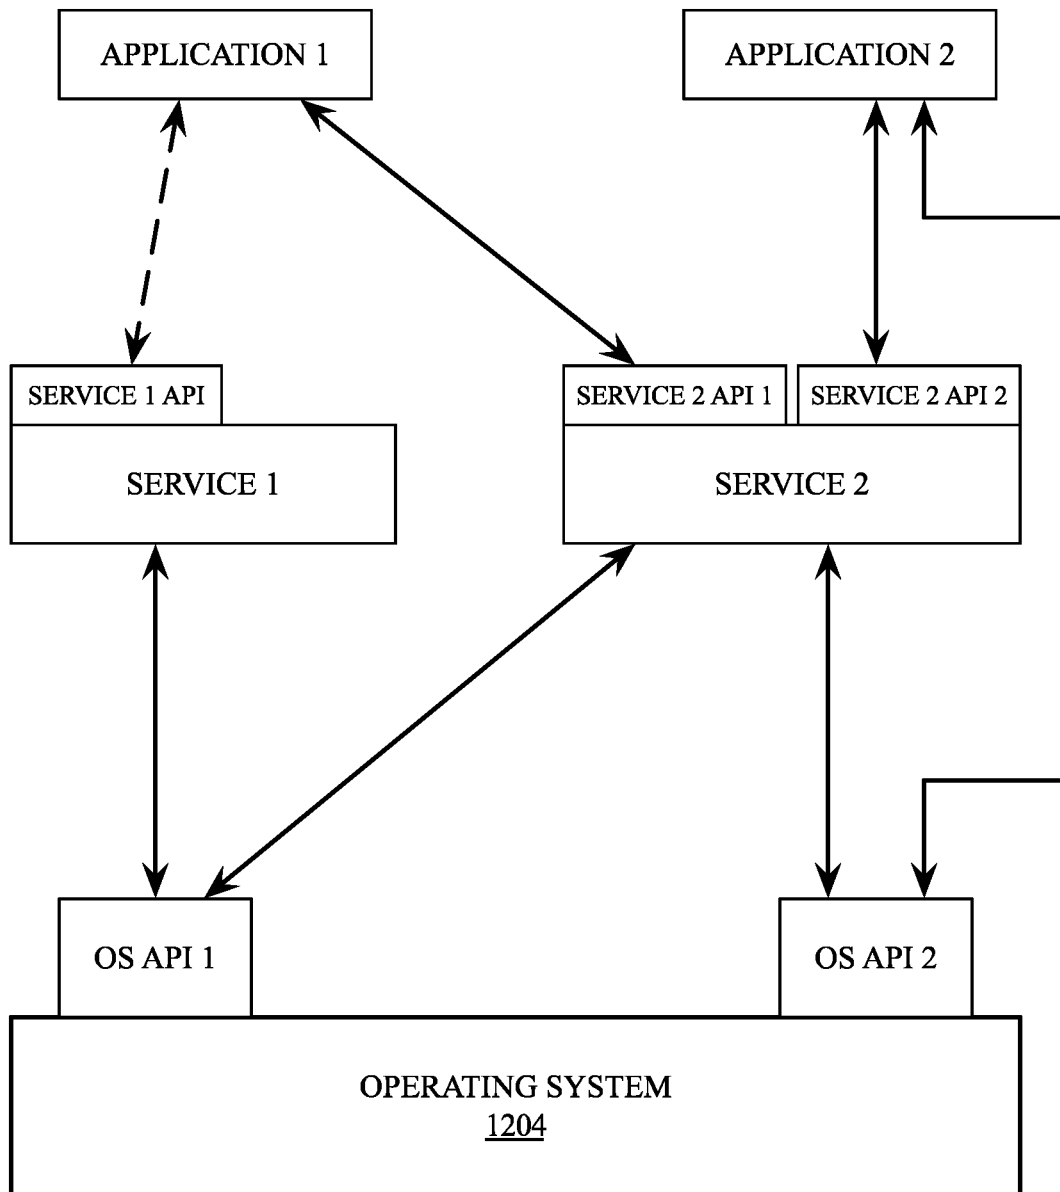 APPLICATION 1
APPLICATION 2
SERVICE 1 API
SERVICE 2 API 1
SERVICE 2 API 2
SERVICE 1
SERVICE 2
OS API 1
OS API 2
OPERATING SYSTEM
1204